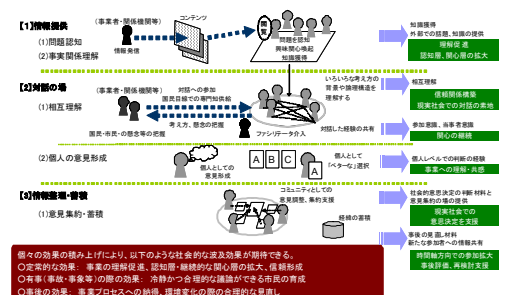 【1】情報提供
(1)問題認知
(2)事実関係理解
(事業者・関係機関等)
情報発信
コンテンツ
閲覧
問題を認知
興味関心喚起
知識獲得
知識獲得
外部での話題、知識の提供
理解促進
認知層、関心層の拡大
【2】対話の場
(1)相互理解
(事業者・関係機関等)
対話への参加
国民目線での専門知供給
考え方、懸念の把握
国民・市民・の懸念等の把握
いろいろな考え方の
背景や論理構造を
理解する
ファシリテータ介入
対話した経験の共有
相互理解
信頼関係構築
現実社会での対話の素地
参加意識、当事者意識
関心の継続
(2)個人の意見形成
個人としての
意見形成
A B C
A
個人として
“ベターな”選択
個人レベルでの判断の経験
事業への理解・共感
【3】情報整理・蓄積
(1)意見集約・蓄積
コミュニティとしての
意見調整、集約支援
経緯の蓄積
社会的意思決定の判断材料と
意見集約の場の提供
現実社会での
意思決定を支援
事後の見直し材料
新たな参加者への情報共有
時間軸方向での参加拡大
事後評価、再検討支援
個々の効果の積み上げにより、以下のような社会的な波及効果が期待できる。
〇定常的な効果: 事業の理解促進、認知層・継続的な関心層の拡大、信頼形成
〇有事(事故・事象等)の際の効果: 冷静かつ合理的な議論ができる市民の育成
〇事後の効果: 事業プロセスへの納得、環境変化の際の合理的な見直し